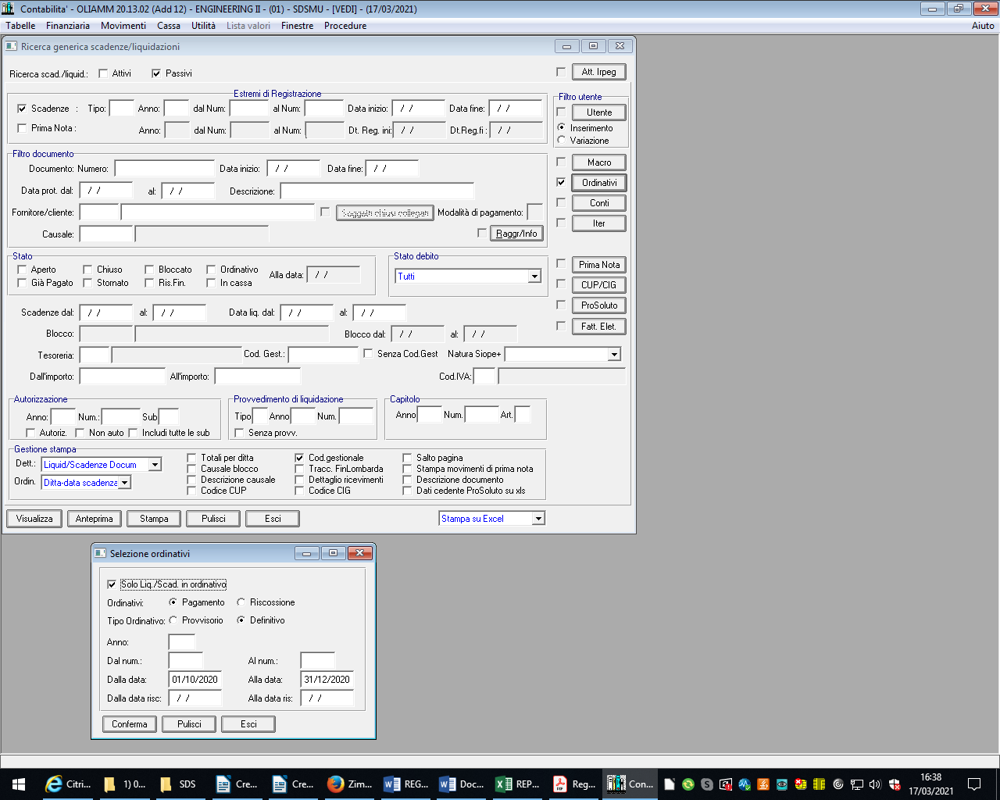 Contabilita' - OLIAMM 20.13.02 (Add 12) - ENGINEERING II - (01) - SDSMU - [VEDI] - (17/03/2021)
Tabelle Finanziaria Movimenti Cassa Utilità Lista valori Finestre Procedure Aiuto
Ricerca generica scadenze/liquidazioni
Ricerca scad./liquid.: Attivi Passivi Att. Irpeg
Estremi di Registrazione
Scadenze : Tipo: Anno: dal Num: al Num: Data inizio: / / Data fine: / /
Prima Nota : Anno: dal Num: al Num: Dt. Reg. ini: / / Dt.Reg.fi : / /
Filtro utente
Utente
Inserimento
Variazione
Filtro documento
Documento: Numero: Data inizio: / / Data fine: / /
Data prot. dal: / / al: / / Descrizione:
Fornitore/cliente: Soggetti chiusi collegati Modalità di pagamento:
Causale: Raggr/Info
Macro
Ordinativi
Conti
Iter
Stato
Aperto Chiuso Bloccato Ordinativo
Già Pagato Stornato Ris.Fin. In cassa
Alla data: / /
Stato debito
Tutti
Prima Nota
CUP/CIG
ProSoluto
Fatt. Elet.
Scadenze dal: / / al: / / Data liq. dal: / / al: / /
Blocco: Blocco dal: / / al: / /
Tesoreria: Cod. Gest.: Senza Cod.Gest Natura Siope+
Dall'importo: All'importo: Cod.IVA:
Autorizzazione
Anno: Num.: Sub
Autoriz. Non auto Includi tutte le sub
Provvedimento di liquidazione
Tipo Anno Num.
Senza provv.
Capitolo
Anno Num. Art.
Gestione stampa
Dett.: Liquid/Scadenze Docum
Ordin. Ditta-data scadenza
Totali per ditta Cod.gestionale Salto pagina
Causale blocco Tracc. FinLombarda Stampa movimenti di prima nota
Descrizione causale Dettaglio ricevimenti Descrizione documento
Codice CUP Codice CIG Dati cedente ProSoluto su xls
Visualizza Anteprima Stampa Pulisci Esci Stampa su Excel
Selezione ordinativi
Solo Liq./Scad. in ordinativo
Ordinativi: Pagamento Riscossione
Tipo Ordinativo: Provvisorio Definitivo
Anno:
Dal num.: Al num.:
Dalla data: 01/10/2020 Alla data: 31/12/2020
Dalla data risc: / / Alla data ris: / /
Conferma Pulisci Esci
Citri... 1) 0... SDS Cre... Cre... Zim... REG... Doc... REP... Reg... Con... 16:38
17/03/2021